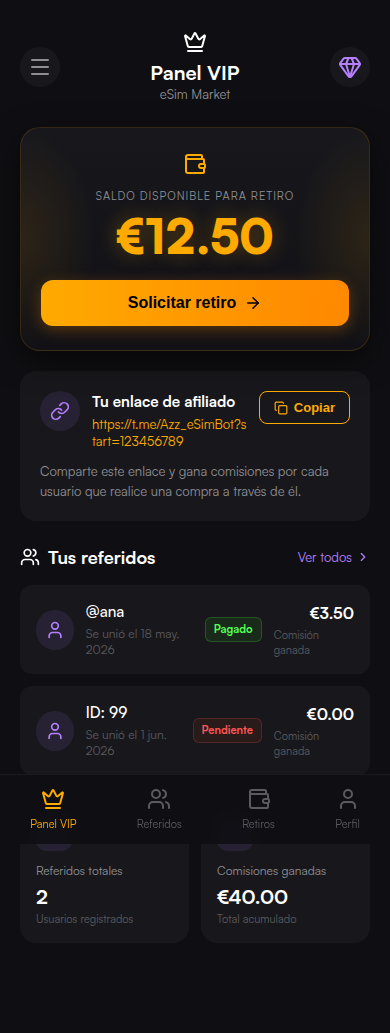 Panel VIP
eSim Market
SALDO DISPONIBLE PARA RETIRO
€12.50
Solicitar retiro
Tu enlace de afiliado
https://t.me/Azz_eSimBot?s
tart=123456789
Copiar
Comparte este enlace y gana comisiones por cada
usuario que realice una compra a través de él.
Tus referidos
Ver todos
@ana
Se unió el 18 may.
2026
Pagado
€3.50
Comisión
ganada
ID: 99
Se unió el 1 jun.
2026
Pendiente
€0.00
Comisión
ganada
Panel VIP
Referidos
Retiros
Perfil
Referidos totales
2
Usuarios registrados
Comisiones ganadas
€40.00
Total acumulado